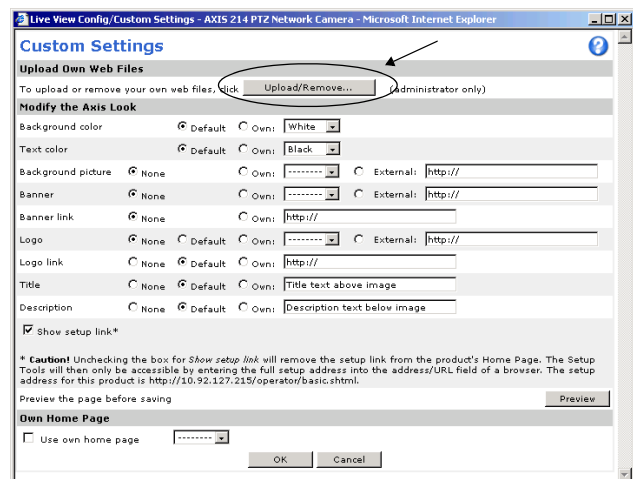 Live View Config/Custom Settings - AXIS 214 PTZ Network Camera - Microsoft Internet Explorer
Custom Settings
Upload Own Web Files
To upload or remove your own web files, click Upload/Remove... (administrator only)
Modify the Axis Look
Background color Default Own: White
Text color Default Own: Black
Background picture None Own: -------- External: http://
Banner None Own: -------- External: http://
Banner link None Own: http://
Logo None Default Own: -------- External: http://
Logo link None Default Own: http://
Title None Default Own: Title text above image
Description None Default Own: Description text below image
Show setup link*
* Caution! Unchecking the box for Show setup link will remove the setup link from the product's Home Page. The Setup
Tools will then only be accessible by entering the full setup address into the address/URL field of a browser. The setup
address for this product is http://10.92.127.215/operator/basic.shtml.
Preview the page before saving Preview
Own Home Page
Use own home page --------
OK Cancel